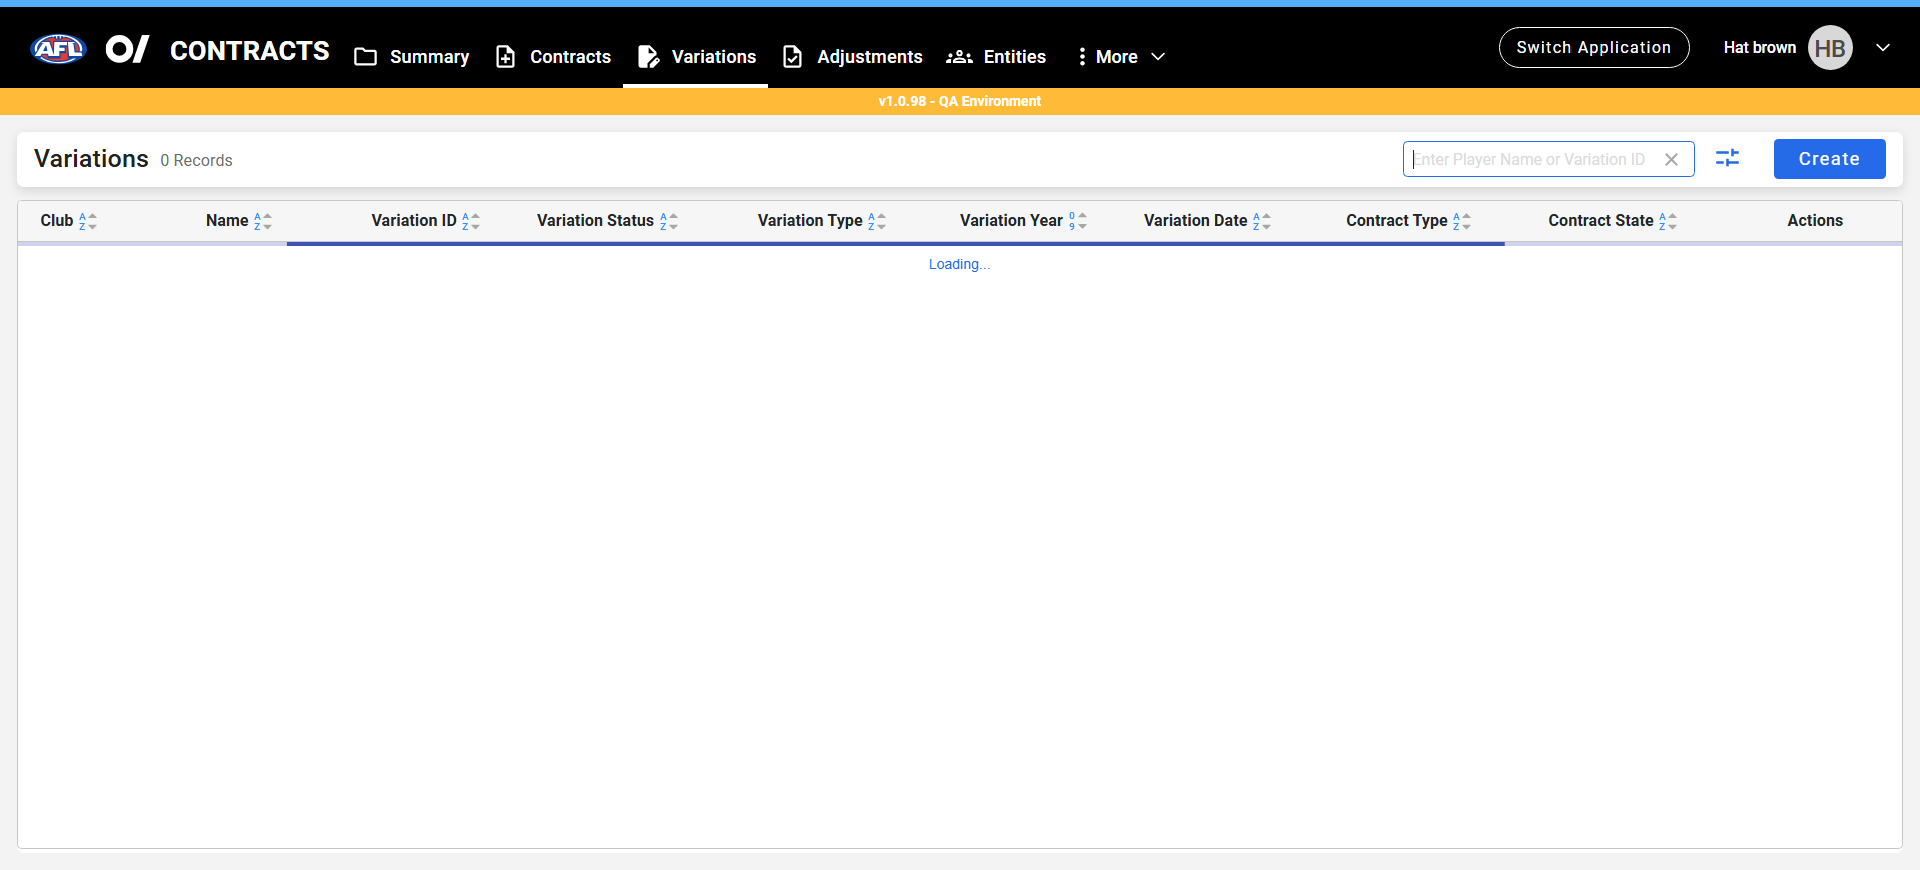 AFL O/ CONTRACTS Summary Contracts Variations Adjustments Entities More Switch Application Hat brown HB
v1.0.98 - QA Environment
Variations 0 Records Enter Player Name or Variation ID Create
Club Name Variation ID Variation Status Variation Type Variation Year Variation Date Contract Type Contract State Actions
Loading...